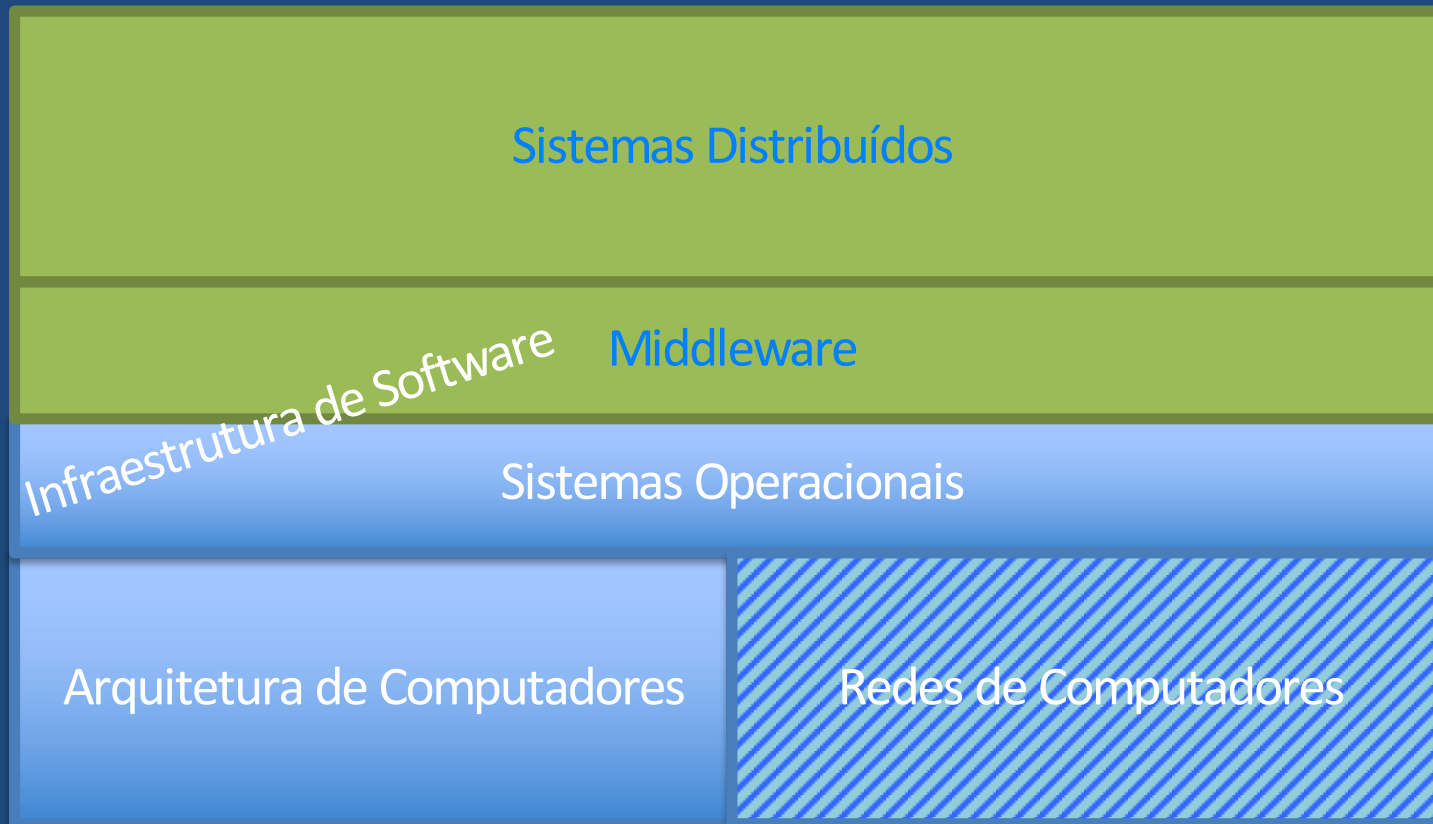 Sistemas Distribuídos
Middleware
Infraestrutura de Software
Sistemas Operacionais
Arquitetura de Computadores
Redes de Computadores